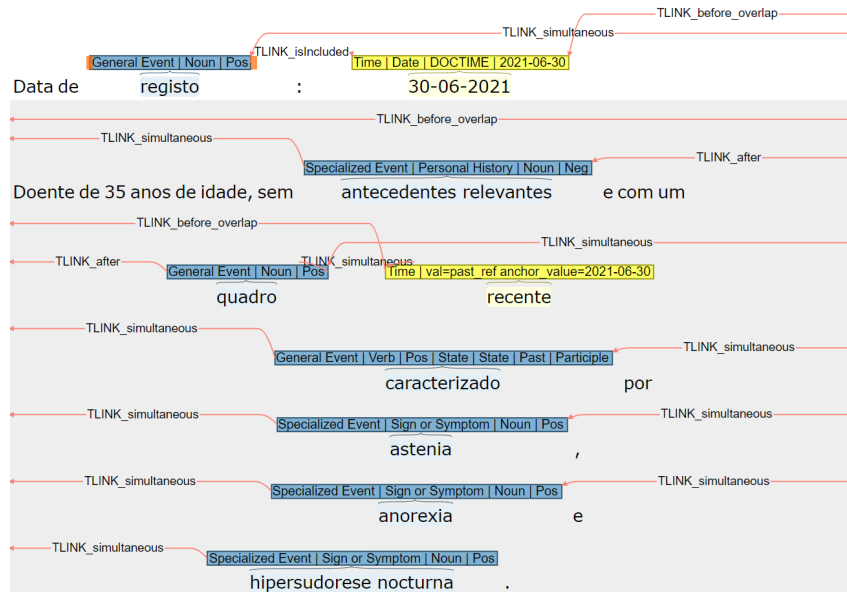 TLINK_before_overlap
TLINK_simultaneous
TLINK_isIncluded
General Event | Noun | Pos Time | Date | DOCTIME | 2021-06-30
Data de registo : 30-06-2021
TLINK_before_overlap
TLINK_simultaneous
TLINK_after
Specialized Event | Personal History | Noun | Neg
Doente de 35 anos de idade, sem antecedentes relevantes e com um
TLINK_before_overlap
TLINK_simultaneous
TLINK_after TLINK_simultaneous
General Event | Noun | Pos Time | val=past_ref anchor_value=2021-06-30
quadro recente
TLINK_simultaneous
TLINK_simultaneous
General Event | Verb | Pos | State | State | Past | Participle
caracterizado por
TLINK_simultaneous TLINK_simultaneous
Specialized Event | Sign or Symptom | Noun | Pos
astenia ,
TLINK_simultaneous TLINK_simultaneous
Specialized Event | Sign or Symptom | Noun | Pos
anorexia e
TLINK_simultaneous
Specialized Event | Sign or Symptom | Noun | Pos
hipersudorese nocturna .